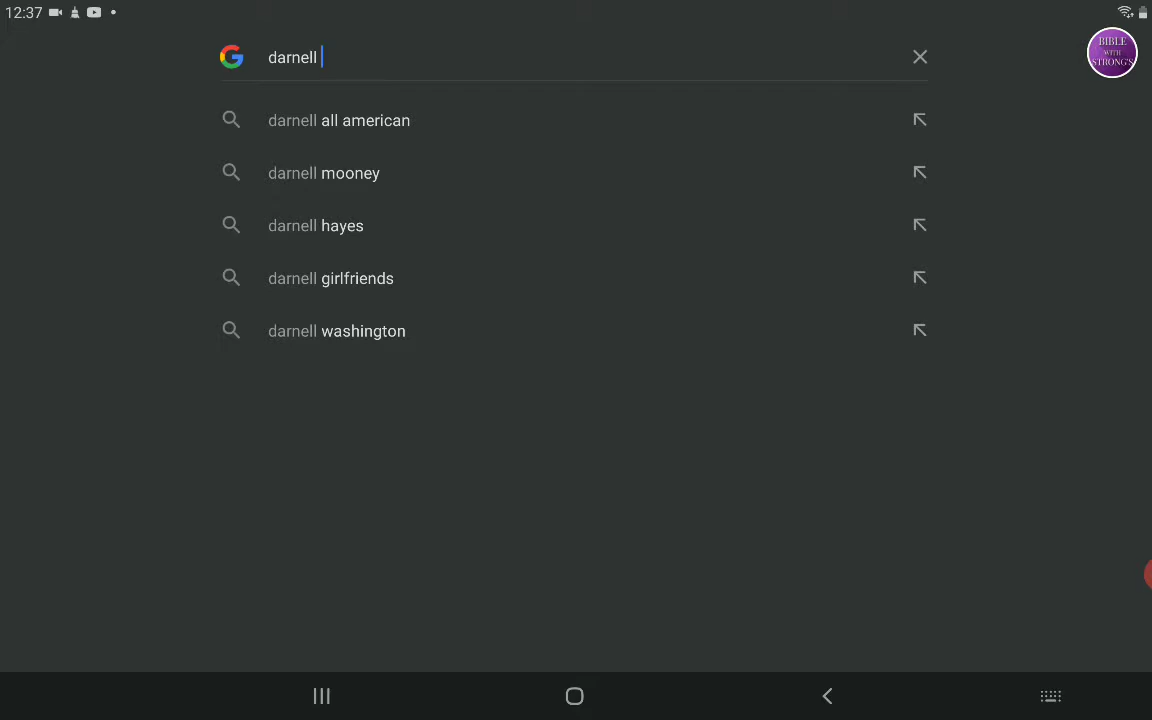 12:37
darnell
BIBLE
WITH
STRONG'S
darnell all american
darnell mooney
darnell hayes
darnell girlfriends
darnell washington